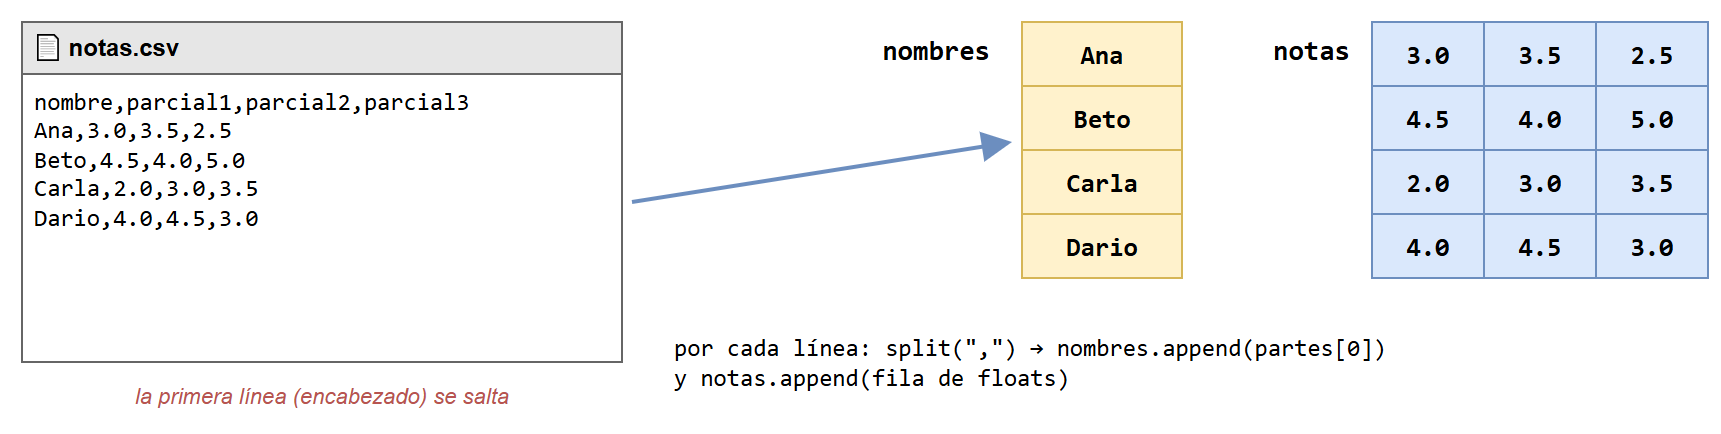 notas.csv
nombre,parcial1,parcial2,parcial3
Ana,3.0,3.5,2.5
Beto,4.5,4.0,5.0
Carla,2.0,3.0,3.5
Dario,4.0,4.5,3.0
la primera línea (encabezado) se salta
nombres
Ana
Beto
Carla
Dario
notas
3.0 3.5 2.5
4.5 4.0 5.0
2.0 3.0 3.5
4.0 4.5 3.0
por cada línea: split(",") → nombres.append(partes[0])
y notas.append(fila de floats)